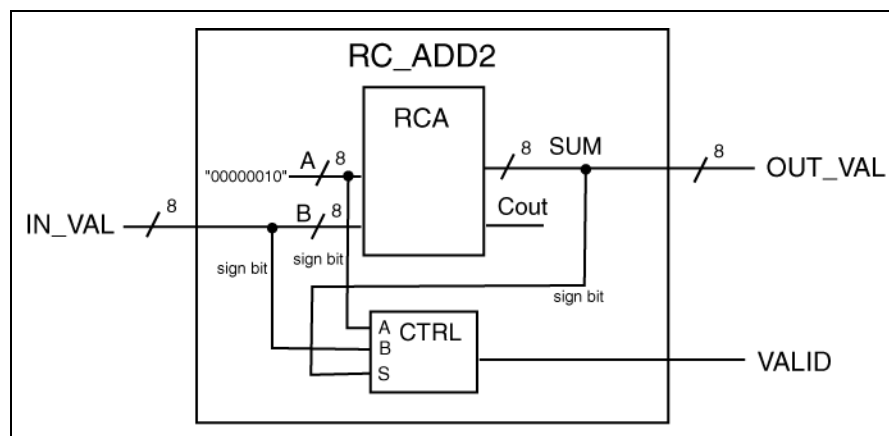 RC_ADD2
RCA
8
SUM
8
A
8
"00000010"
OUT_VAL
8
B
8
Cout
IN_VAL
sign bit
sign bit
sign bit
A
CTRL
B
S
VALID